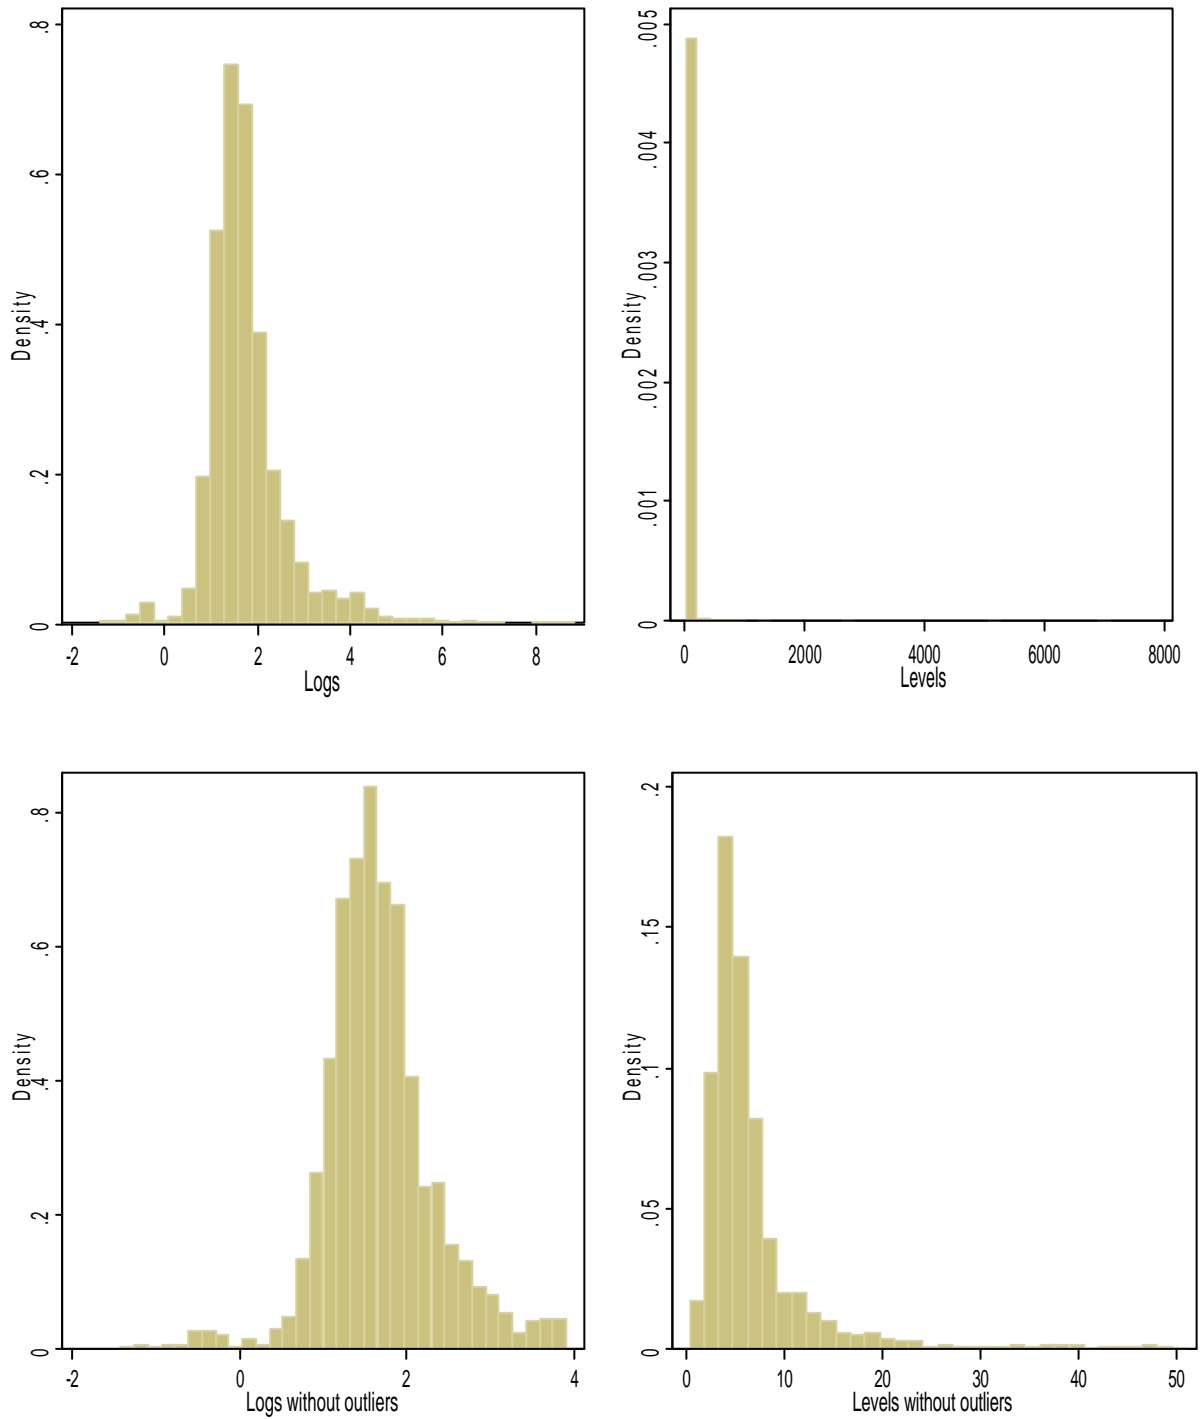 Density
.8
.6
.4
.2
0
-2 0 2 4 6 8
Logs
Density
.005
.004
.003
.002
.001
0
0 2000 4000 6000 8000
Levels
Density
.8
.6
.4
.2
0
-2 0 2 4
Logs without outliers
Density
.2
.15
.1
.05
0
0 10 20 30 40 50
Levels without outliers